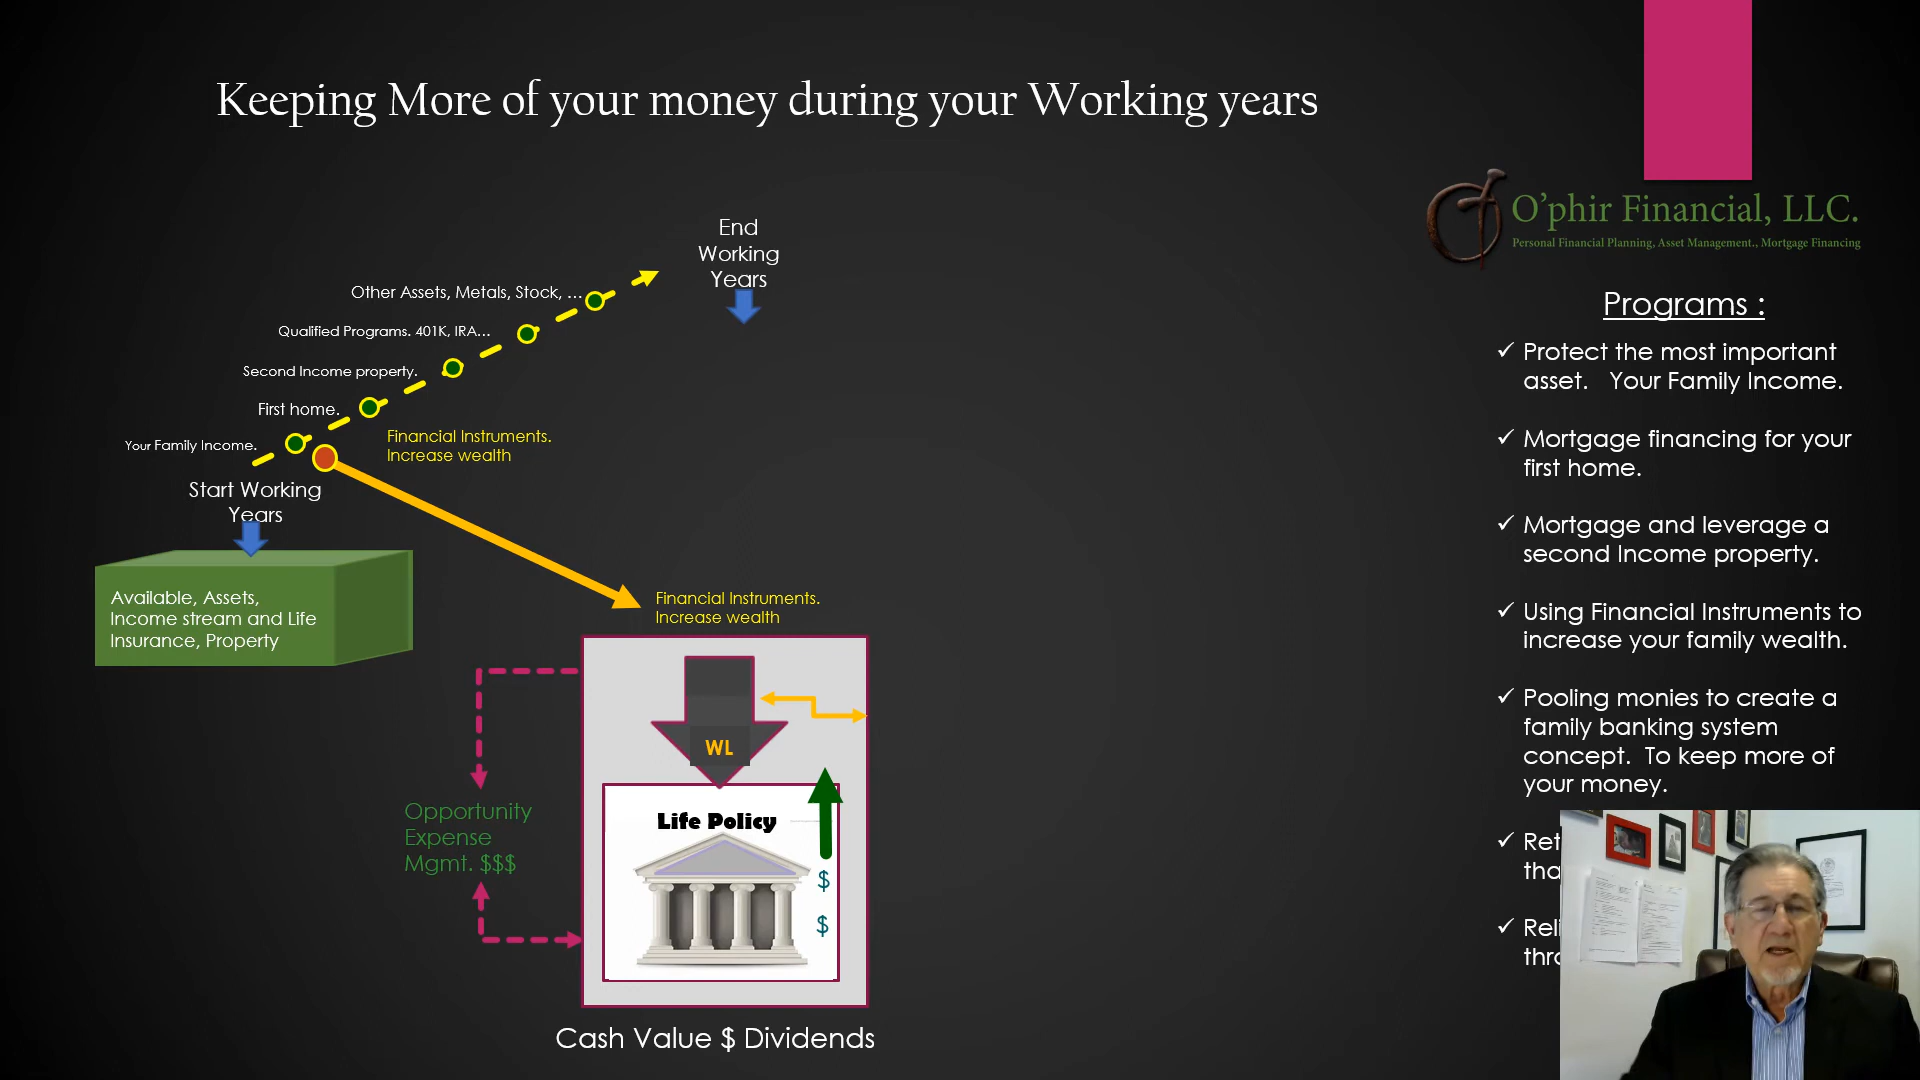 Keeping More of your money during your Working years
O'phir Financial, LLC.
Personal Financial Planning, Asset Management., Mortgage Financing
End
Working
Years
Other Assets, Metals, Stock, ...
Qualified Programs. 401K, IRA...
Second Income property.
First home.
Your Family Income.
Financial Instruments.
Increase wealth
Start Working
Years
Available, Assets,
Income stream and Life
Insurance, Property
Financial Instruments.
Increase wealth
WL
Life Policy
$
$
Opportunity
Expense
Mgmt. $$$
Cash Value $ Dividends
Programs :
✓ Protect the most important
asset. Your Family Income.
✓ Mortgage financing for your
first home.
✓ Mortgage and leverage a
second Income property.
✓ Using Financial Instruments to
increase your family wealth.
✓ Pooling monies to create a
family banking system
concept. To keep more of
your money.